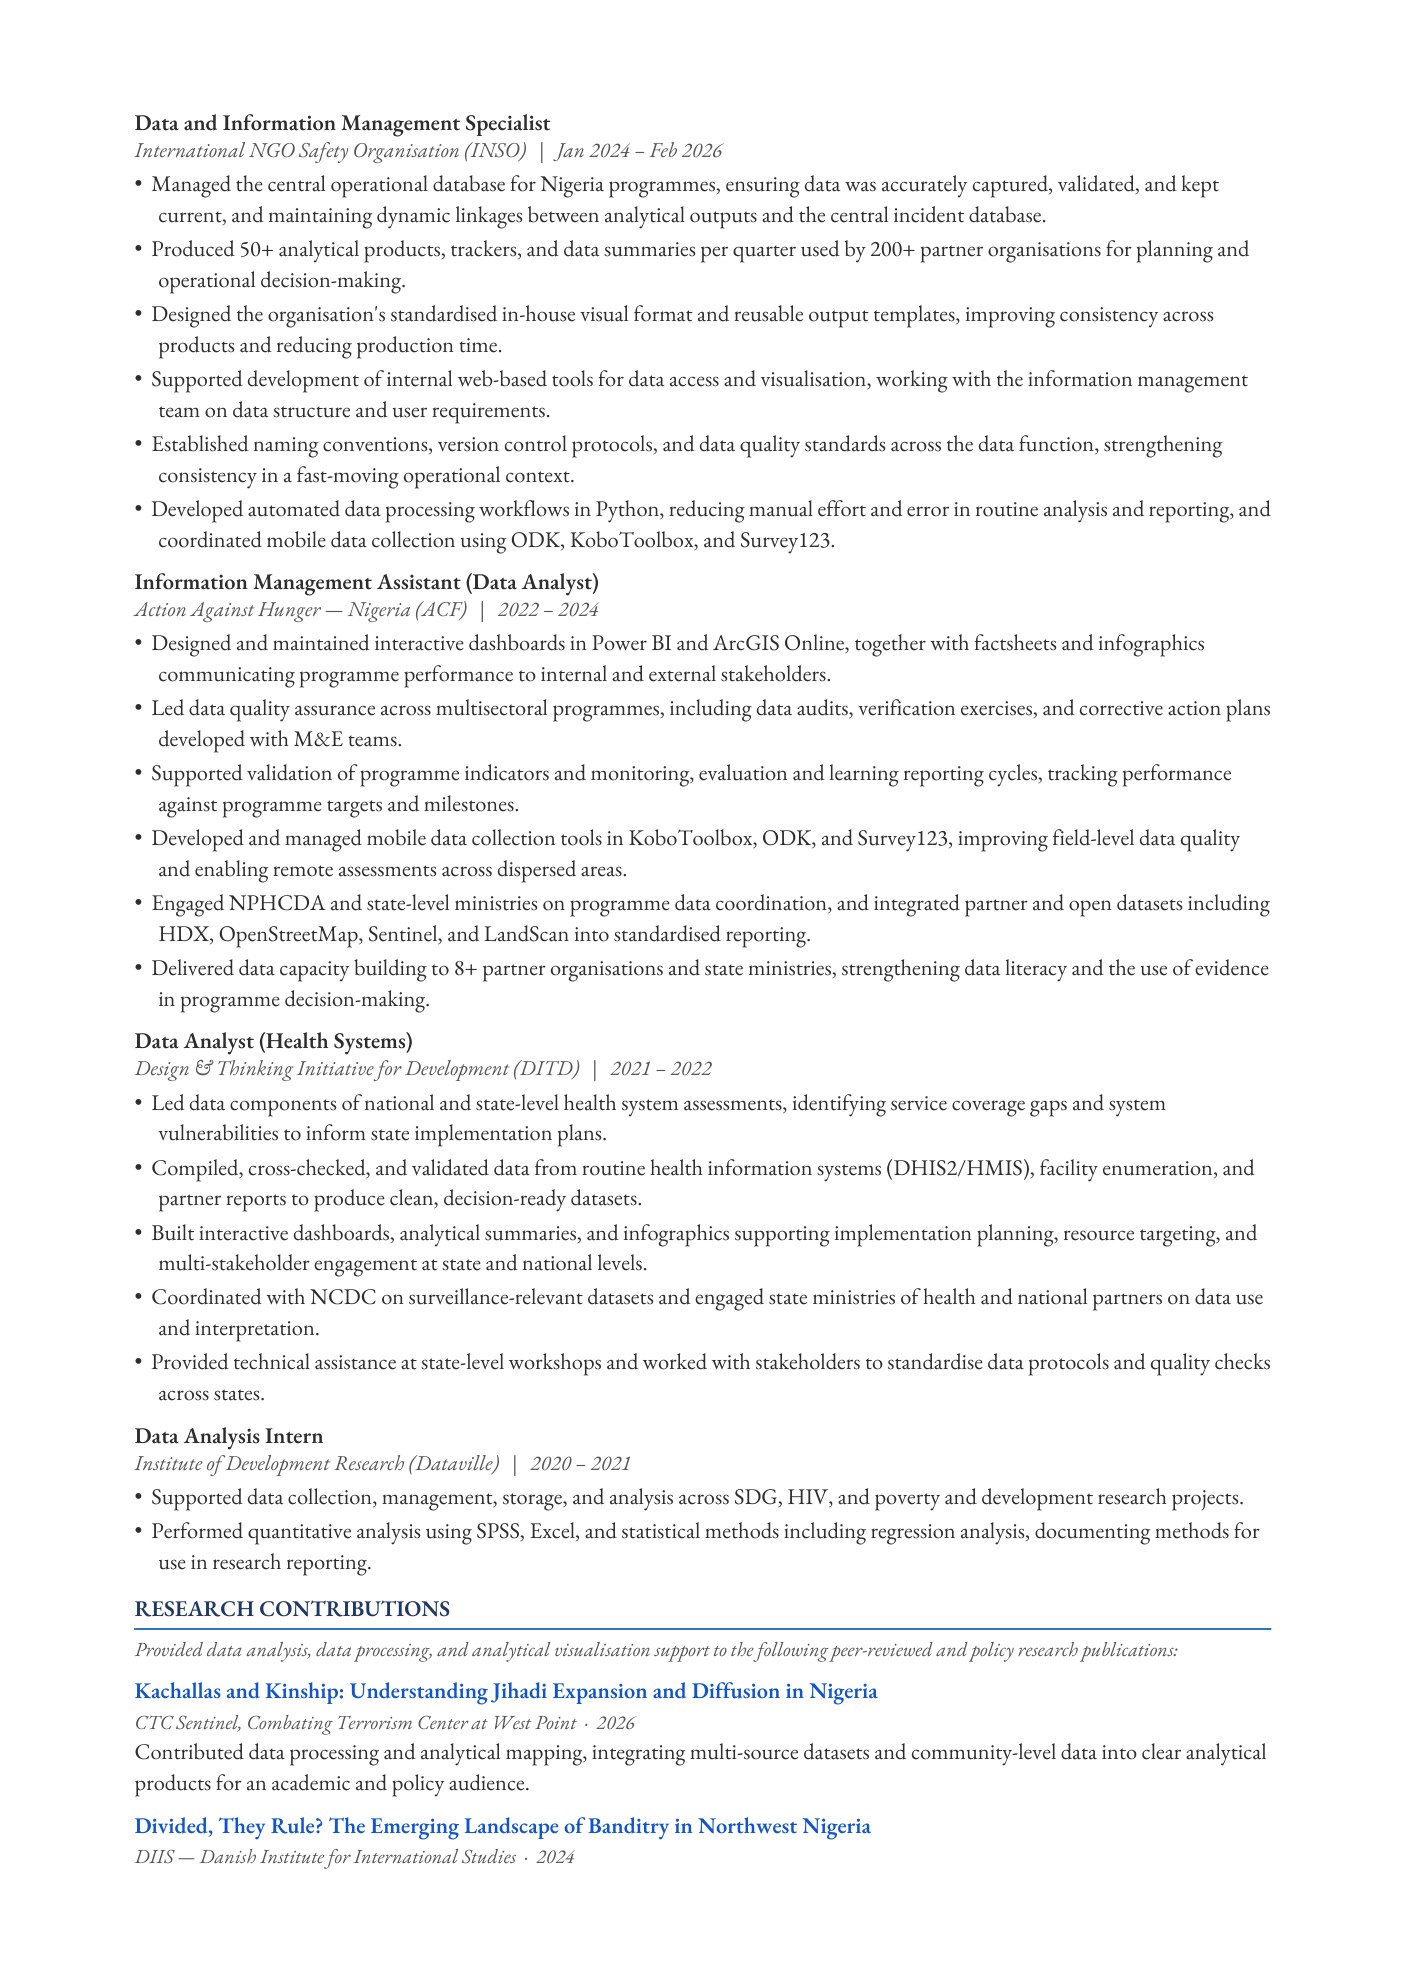 Data and Information Management Specialist
International NGO Safety Organisation (INSO) | Jan 2024 – Feb 2026
• Managed the central operational database for Nigeria programmes, ensuring data was accurately captured, validated, and kept
current, and maintaining dynamic linkages between analytical outputs and the central incident database.
• Produced 50+ analytical products, trackers, and data summaries per quarter used by 200+ partner organisations for planning and
operational decision-making.
• Designed the organisation's standardised in-house visual format and reusable output templates, improving consistency across
products and reducing production time.
• Supported development of internal web-based tools for data access and visualisation, working with the information management
team on data structure and user requirements.
• Established naming conventions, version control protocols, and data quality standards across the data function, strengthening
consistency in a fast-moving operational context.
• Developed automated data processing workflows in Python, reducing manual effort and error in routine analysis and reporting, and
coordinated mobile data collection using ODK, KoboToolbox, and Survey123.
Information Management Assistant (Data Analyst)
Action Against Hunger — Nigeria (ACF) | 2022 – 2024
• Designed and maintained interactive dashboards in Power BI and ArcGIS Online, together with factsheets and infographics
communicating programme performance to internal and external stakeholders.
• Led data quality assurance across multisectoral programmes, including data audits, verification exercises, and corrective action plans
developed with M&E teams.
• Supported validation of programme indicators and monitoring, evaluation and learning reporting cycles, tracking performance
against programme targets and milestones.
• Developed and managed mobile data collection tools in KoboToolbox, ODK, and Survey123, improving field-level data quality
and enabling remote assessments across dispersed areas.
• Engaged NPHCDA and state-level ministries on programme data coordination, and integrated partner and open datasets including
HDX, OpenStreetMap, Sentinel, and LandScan into standardised reporting.
• Delivered data capacity building to 8+ partner organisations and state ministries, strengthening data literacy and the use of evidence
in programme decision-making.
Data Analyst (Health Systems)
Design & Thinking Initiative for Development (DITD) | 2021 – 2022
• Led data components of national and state-level health system assessments, identifying service coverage gaps and system
vulnerabilities to inform state implementation plans.
• Compiled, cross-checked, and validated data from routine health information systems (DHIS2/HMIS), facility enumeration, and
partner reports to produce clean, decision-ready datasets.
• Built interactive dashboards, analytical summaries, and infographics supporting implementation planning, resource targeting, and
multi-stakeholder engagement at state and national levels.
• Coordinated with NCDC on surveillance-relevant datasets and engaged state ministries of health and national partners on data use
and interpretation.
• Provided technical assistance at state-level workshops and worked with stakeholders to standardise data protocols and quality checks
across states.
Data Analysis Intern
Institute of Development Research (Dataville) | 2020 – 2021
• Supported data collection, management, storage, and analysis across SDG, HIV, and poverty and development research projects.
• Performed quantitative analysis using SPSS, Excel, and statistical methods including regression analysis, documenting methods for
use in research reporting.
RESEARCH CONTRIBUTIONS
Provided data analysis, data processing, and analytical visualisation support to the following peer-reviewed and policy research publications:
Kachallas and Kinship: Understanding Jihadi Expansion and Diffusion in Nigeria
CTC Sentinel, Combating Terrorism Center at West Point · 2026
Contributed data processing and analytical mapping, integrating multi-source datasets and community-level data into clear analytical
products for an academic and policy audience.
Divided, They Rule? The Emerging Landscape of Banditry in Northwest Nigeria
DIIS — Danish Institute for International Studies · 2024